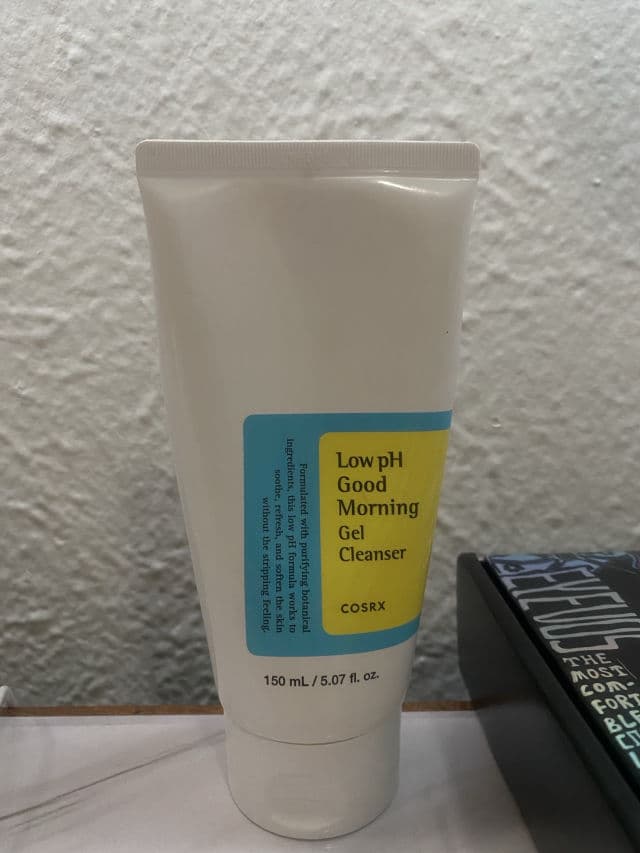 Low pH
Good
Morning
Gel
Cleanser
COSRX
Formulated with purifying botanical
ingredients, this low pH formula works to
soothe, refresh, and soften the skin
without the stripping feeling.
150 mL / 5.07 fl. oz.
THE
MOST
COM-
FORT
BLA